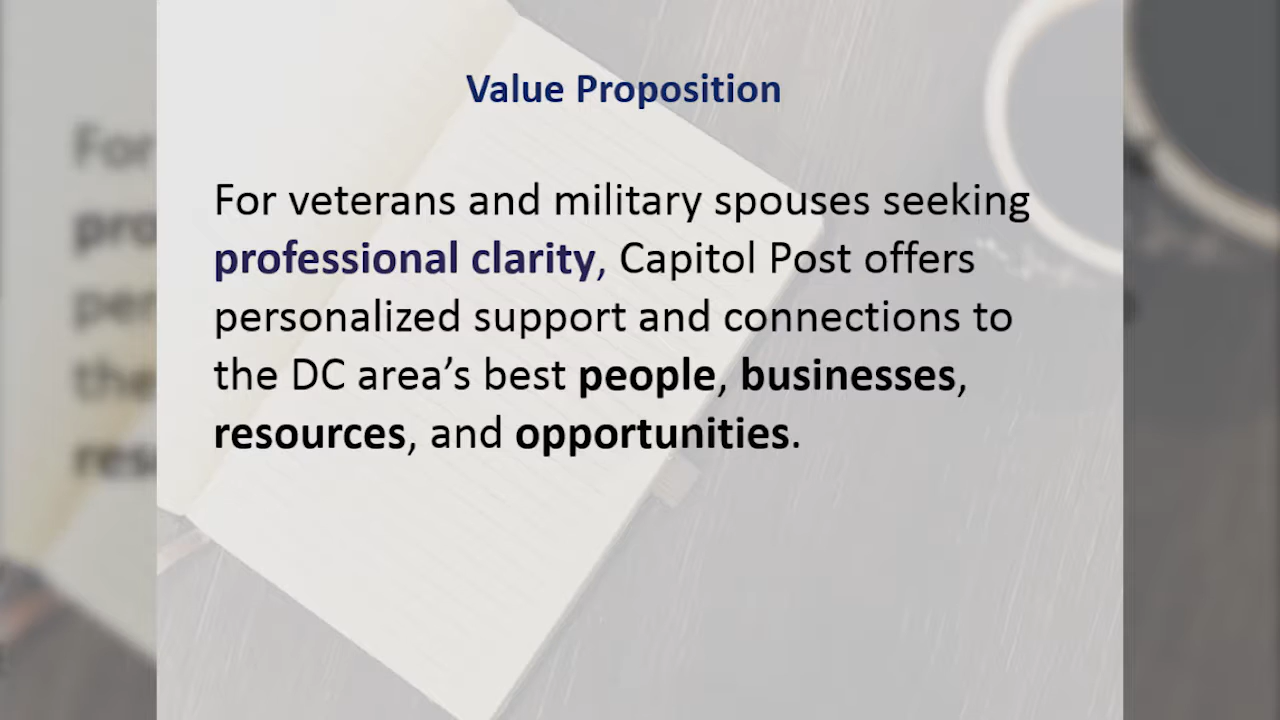 Value Proposition
For veterans and military spouses seeking
professional clarity, Capitol Post offers
personalized support and connections to
the DC area’s best people, businesses,
resources, and opportunities.